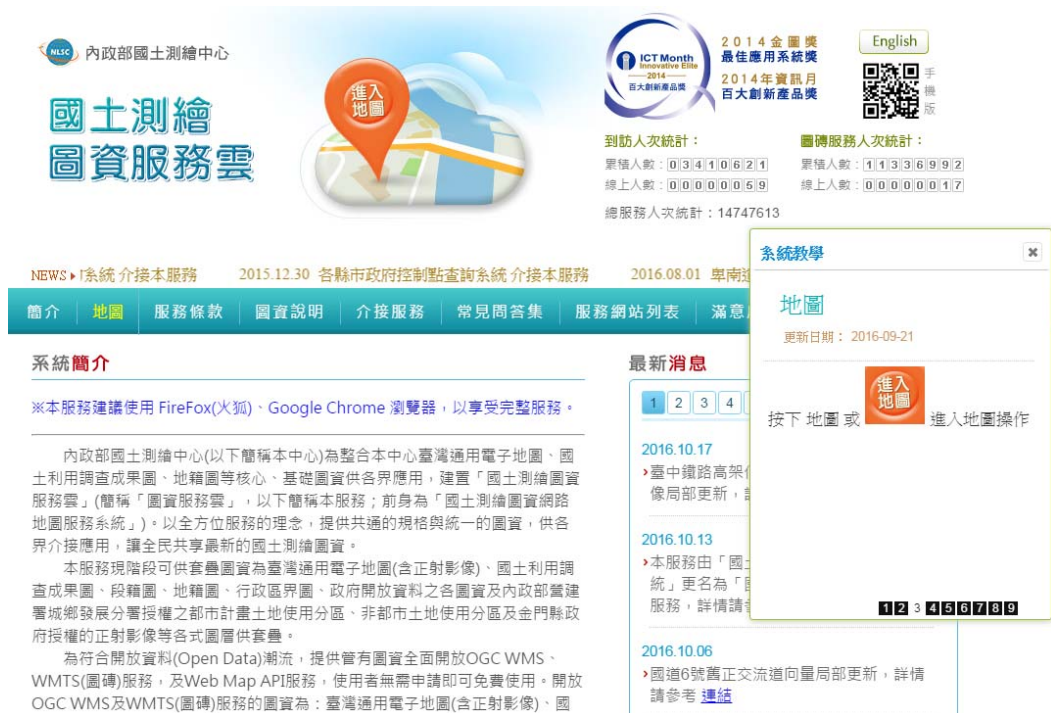 NLSC 內政部國土測繪中心
國土測繪
圖資服務雲
進入
地圖
ICT Month
Innovative Elite
2014
百大創新產品獎
2014金圖獎
最佳應用系統獎
2014年資訊月
百大創新產品獎
English
手機版
到訪人次統計：
累積人數：03410621
線上人數：00000059
圖磚服務人次統計：
累積人數：11336992
線上人數：00000017
總服務人次統計：14747613
NEWS 系統 介接本服務 2015.12.30 各縣市政府控制點查詢系統 介接本服務 2016.08.01 卑南
簡介 地圖 服務條款 圖資說明 介接服務 常見問答集 服務網站列表 滿意
系統簡介
※本服務建議使用 FireFox(火狐)、Google Chrome 瀏覽器，以享受完整服務。
內政部國土測繪中心(以下簡稱本中心)為整合本中心臺灣通用電子地圖、國
土利用調查成果圖、地籍圖等核心、基礎圖資供各界應用，建置「國土測繪圖資
服務雲」(簡稱「圖資服務雲」，以下簡稱本服務；前身為「國土測繪圖資網路
地圖服務系統」)。以全方位服務的理念，提供共通的規格與統一的圖資，供各
界介接應用，讓全民共享最新的國土測繪圖資。
本服務現階段可供套疊圖資為臺灣通用電子地圖(含正射影像)、國土利用調
查成果圖、段籍圖、地籍圖、行政區界圖、政府開放資料之各圖資及內政部營建
署城鄉發展分署授權之都市計畫土地使用分區、非都市土地使用分區及金門縣政
府授權的正射影像等各式圖層供套疊。
為符合開放資料(Open Data)潮流，提供管有圖資全面開放OGC WMS、
WMTS(圖磚)服務，及Web Map API服務，使用者無需申請即可免費使用。開放
OGC WMS及WMTS(圖磚)服務的圖資為：臺灣通用電子地圖(含正射影像)、國
最新消息
1 2 3 4
2016.10.17
臺中鐵路高架
像局部更新，
2016.10.13
本服務由「國
統」更名為「
服務，詳情請
2016.10.06
國道6號舊正交流道向量局部更新，詳情
請參考 連結
系統教學
地圖
更新日期： 2016-09-21
按下 地圖 或 進入地圖 進入地圖操作
1 2 3 4 5 6 7 8 9